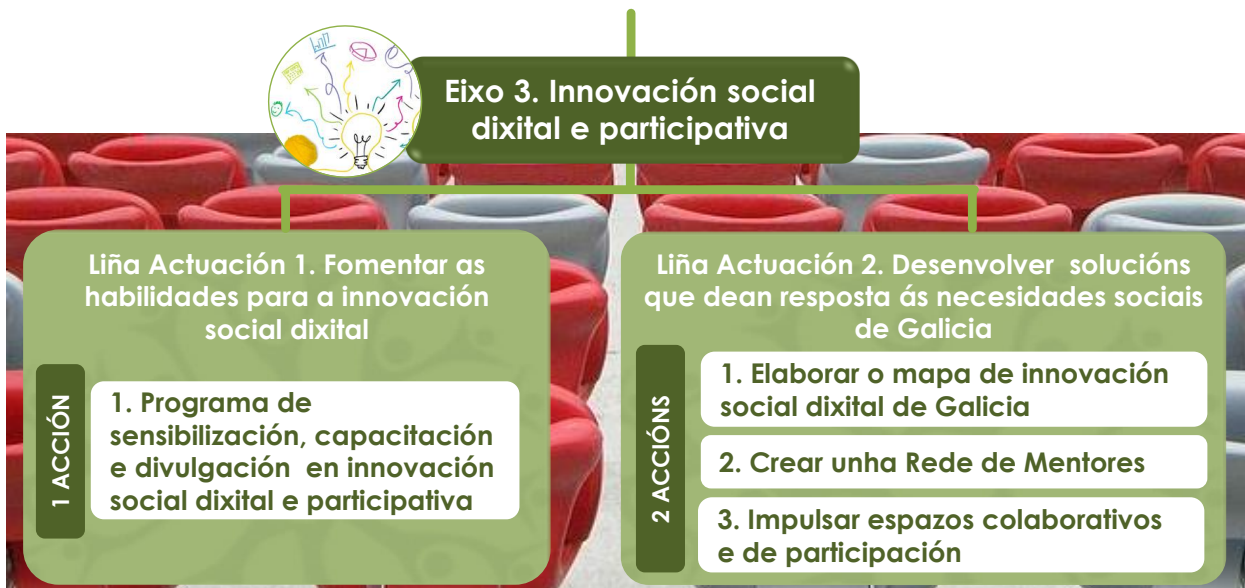 Eixo 3. Innovación social
dixital e participativa
Liña Actuación 1. Fomentar as
habilidades para a innovación
social dixital
1 ACCIÓN
1. Programa de
sensibilización, capacitación
e divulgación en innovación
social dixital e participativa
Liña Actuación 2. Desenvolver solucións
que dean resposta ás necesidades sociais
de Galicia
2 ACCIÓNS
1. Elaborar o mapa de innovación
social dixital de Galicia
2. Crear unha Rede de Mentores
3. Impulsar espazos colaborativos
e de participación